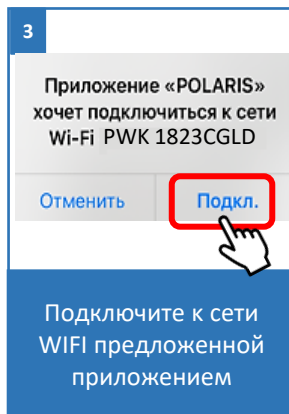 3
Приложение «POLARIS»
хочет подключиться к сети
Wi-Fi PWK 1823CGLD
Отменить
Подкл.
Подключите к сети
WIFI предложенной
приложением